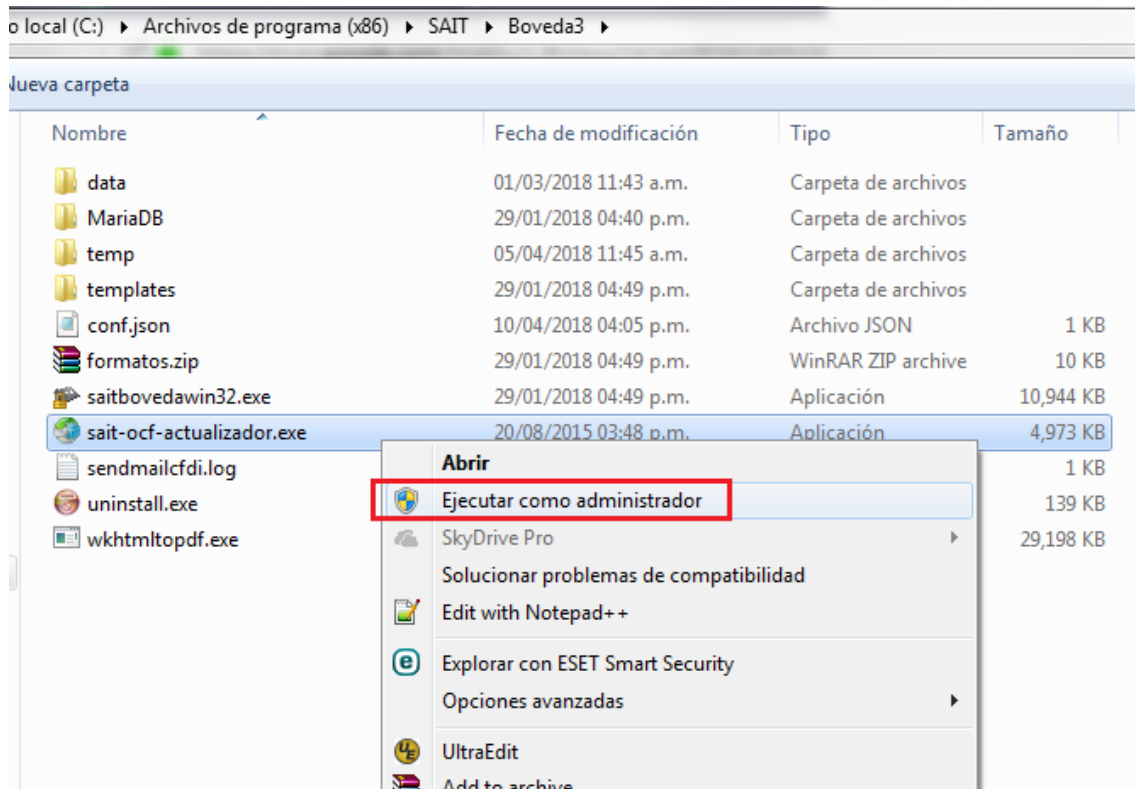 o local (C:) ▸ Archivos de programa (x86) ▸ SAIT ▸ Boveda3 ▸
Nueva carpeta
Nombre Fecha de modificación Tipo Tamaño
data 01/03/2018 11:43 a.m. Carpeta de archivos
MariaDB 29/01/2018 04:40 p.m. Carpeta de archivos
temp 05/04/2018 11:45 a.m. Carpeta de archivos
templates 29/01/2018 04:49 p.m. Carpeta de archivos
conf.json 10/04/2018 04:05 p.m. Archivo JSON 1 KB
formatos.zip 29/01/2018 04:49 p.m. WinRAR ZIP archive 10 KB
saitbovedawin32.exe 29/01/2018 04:49 p.m. Aplicación 10,944 KB
sait-ocf-actualizador.exe 20/08/2015 03:48 p.m. Aplicación 4,973 KB
sendmailcfdi.log 1 KB
uninstall.exe 139 KB
wkhtmltopdf.exe 29,198 KB
Abrir
Ejecutar como administrador
SkyDrive Pro
Solucionar problemas de compatibilidad
Edit with Notepad++
Explorar con ESET Smart Security
Opciones avanzadas
UltraEdit
Add to archive